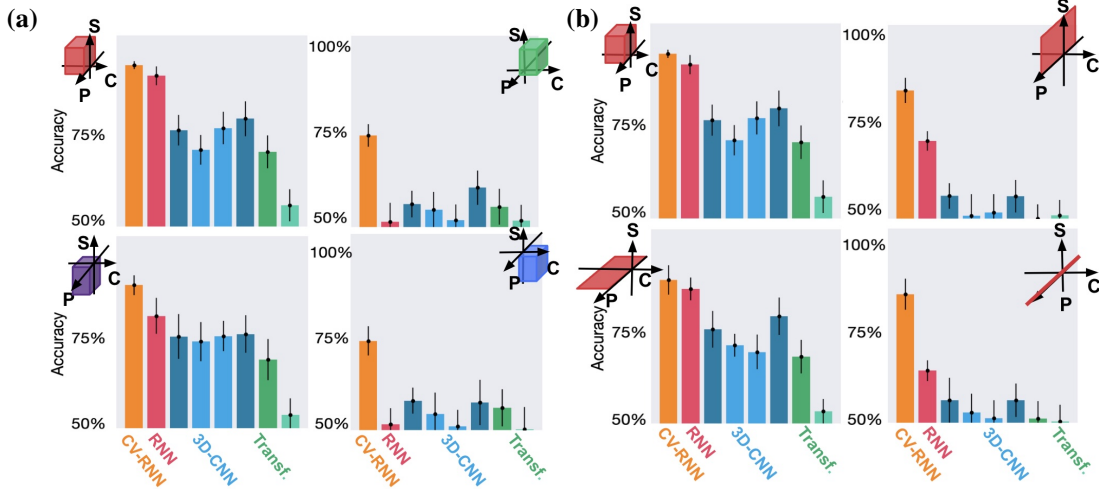 (a)
S
C
P
Accuracy
75%
50%
100%
75%
50%
S
C
P
S
C
P
Accuracy
75%
50%
100%
75%
50%
S
C
P
CV-RNN
RNN
3D-CNN
Transf.
CV-RNN
RNN
3D-CNN
Transf.
(b)
S
C
P
Accuracy
75%
50%
100%
75%
50%
S
C
P
S
C
P
Accuracy
75%
50%
100%
75%
50%
S
C
P
CV-RNN
RNN
3D-CNN
Transf.
CV-RNN
RNN
3D-CNN
Transf.